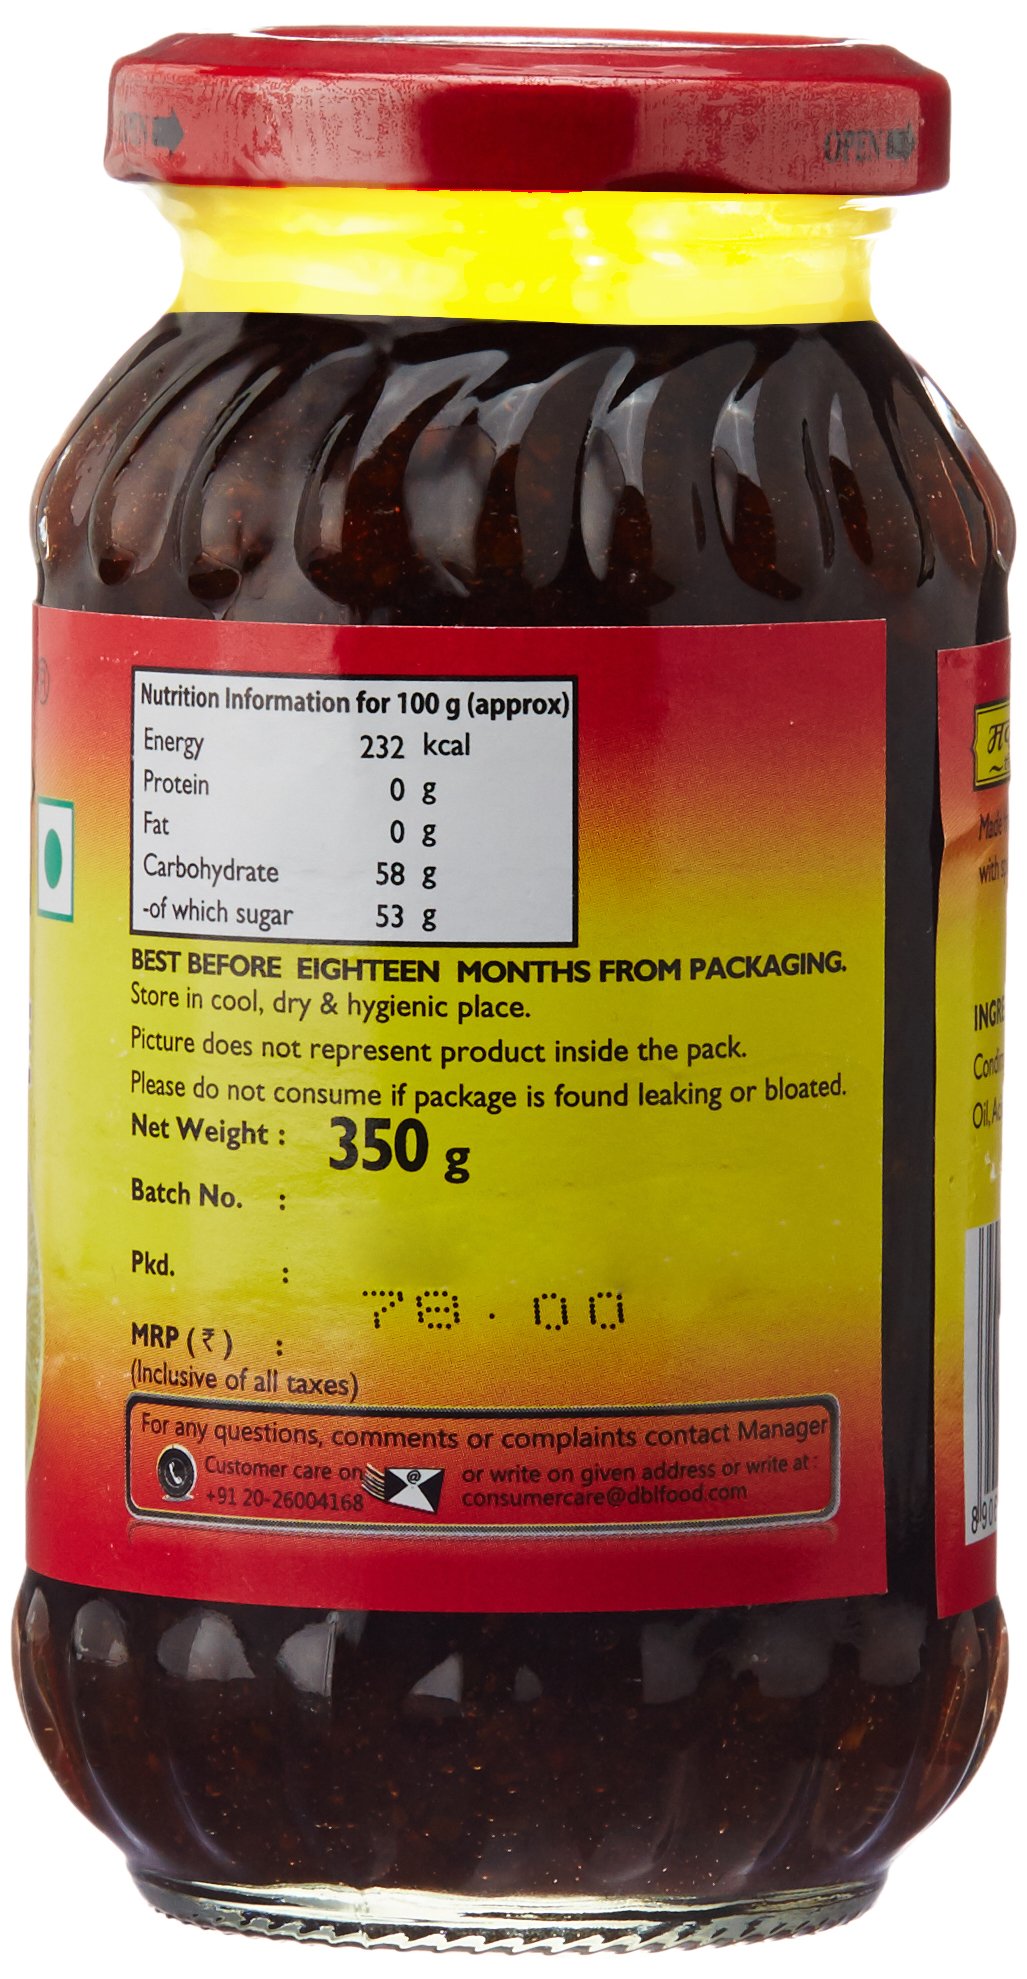 OPEN
Nutrition Information for 100 g (approx)
Energy 232 kcal
Protein 0 g
Fat 0 g
Carbohydrate 58 g
-of which sugar 53 g
BEST BEFORE EIGHTEEN MONTHS FROM PACKAGING.
Store in cool, dry & hygienic place.
Picture does not represent product inside the pack.
Please do not consume if package is found leaking or bloated.
Net Weight : 350 g
Batch No. :
Pkd. :
78.00
MRP (₹) :
(Inclusive of all taxes)
For any questions, comments or complaints contact Manager
Customer care on
+91 20-26004168
@
or write on given address or write at :
consumercare@dblfood.com
with
Oil,